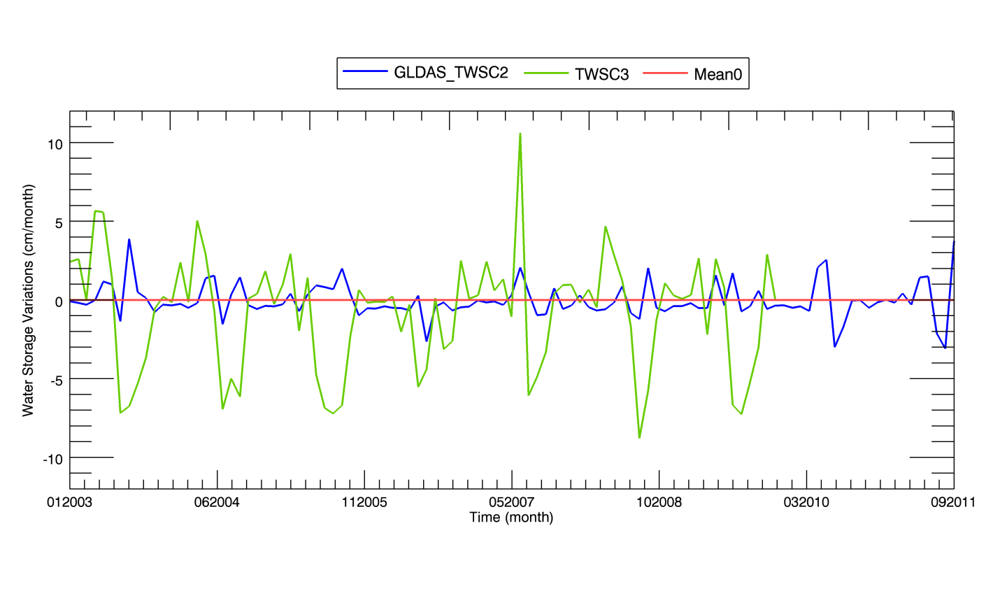 GLDAS_TWSC2 TWSC3 Mean0
Water Storage Variations (cm/month)
10
5
0
-5
-10
012003 062004 112005 052007 102008 032010 092011
Time (month)